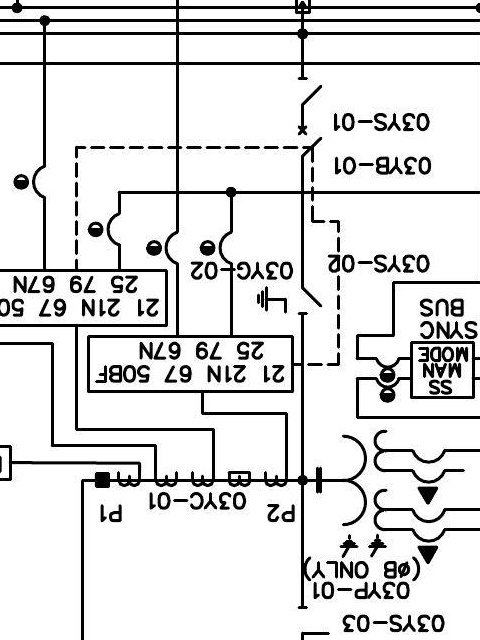 03YS-03
03YP-01
(ØB ONLY)
P2
03YC-01
P1
SS
MAN
MODE
21 21N 67 50BF
25 79 67N
SYNC
BUS
21 21N 67 50
25 79 67N
03YG-02
03YS-02
03YB-01
03YS-01